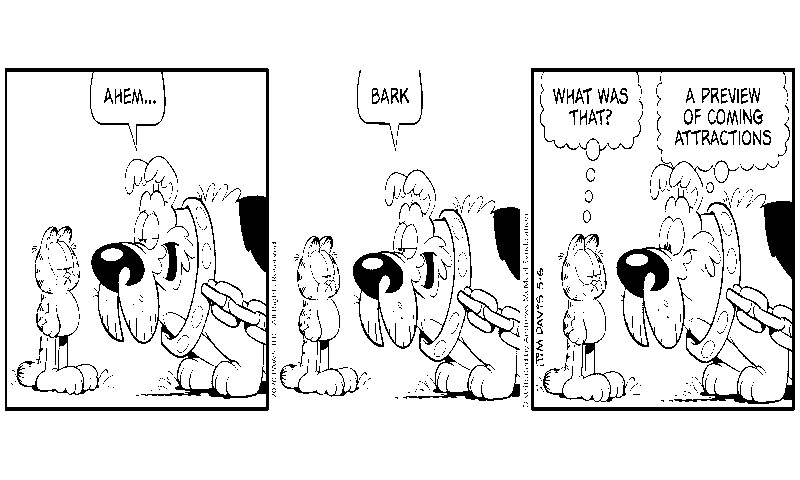 AHEM...
BARK
WHAT WAS
THAT?
A PREVIEW
OF COMING
ATTRACTIONS
JIM DAVIS 5-6